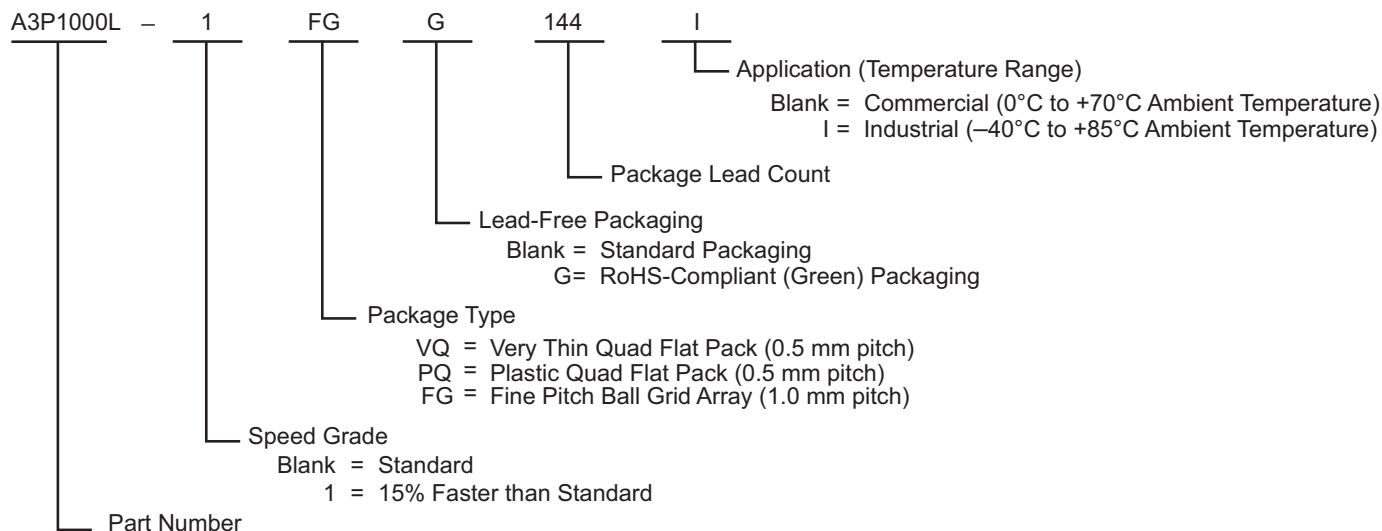 A3P1000L – 1 FG G 144 I
Application (Temperature Range)
Blank = Commercial (0°C to +70°C Ambient Temperature)
I = Industrial (–40°C to +85°C Ambient Temperature)
Package Lead Count
Lead-Free Packaging
Blank = Standard Packaging
G= RoHS-Compliant (Green) Packaging
Package Type
VQ = Very Thin Quad Flat Pack (0.5 mm pitch)
PQ = Plastic Quad Flat Pack (0.5 mm pitch)
FG = Fine Pitch Ball Grid Array (1.0 mm pitch)
Speed Grade
Blank = Standard
1 = 15% Faster than Standard
Part Number